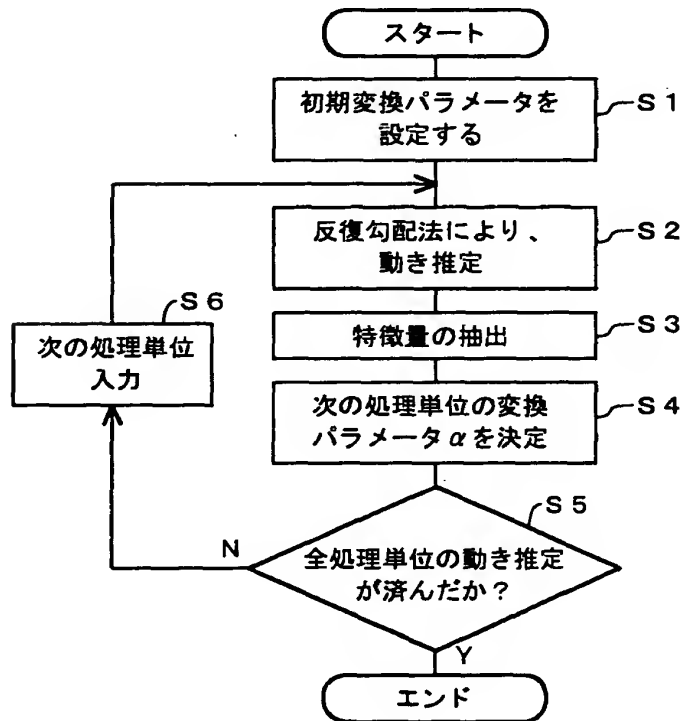 スタート
初期変換パラメータを
設定する
S1
反復勾配法により、
動き推定
S2
特徴量の抽出
S3
次の処理単位の変換
パラメータαを決定
S4
全処理単位の動き推定
が済んだか?
S5
N
次の処理単位
入力
S6
Y
エンド